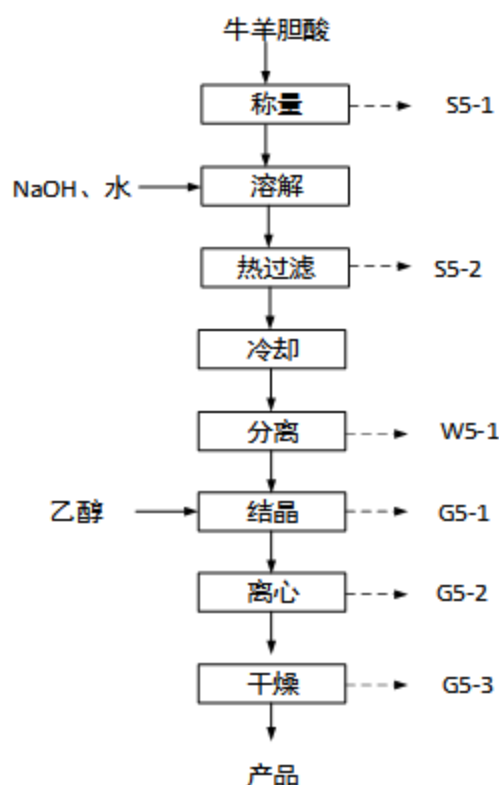 牛羊胆酸
称量
S5-1
NaOH、水
溶解
热过滤
S5-2
冷却
分离
W5-1
乙醇
结晶
G5-1
离心
G5-2
干燥
G5-3
产品